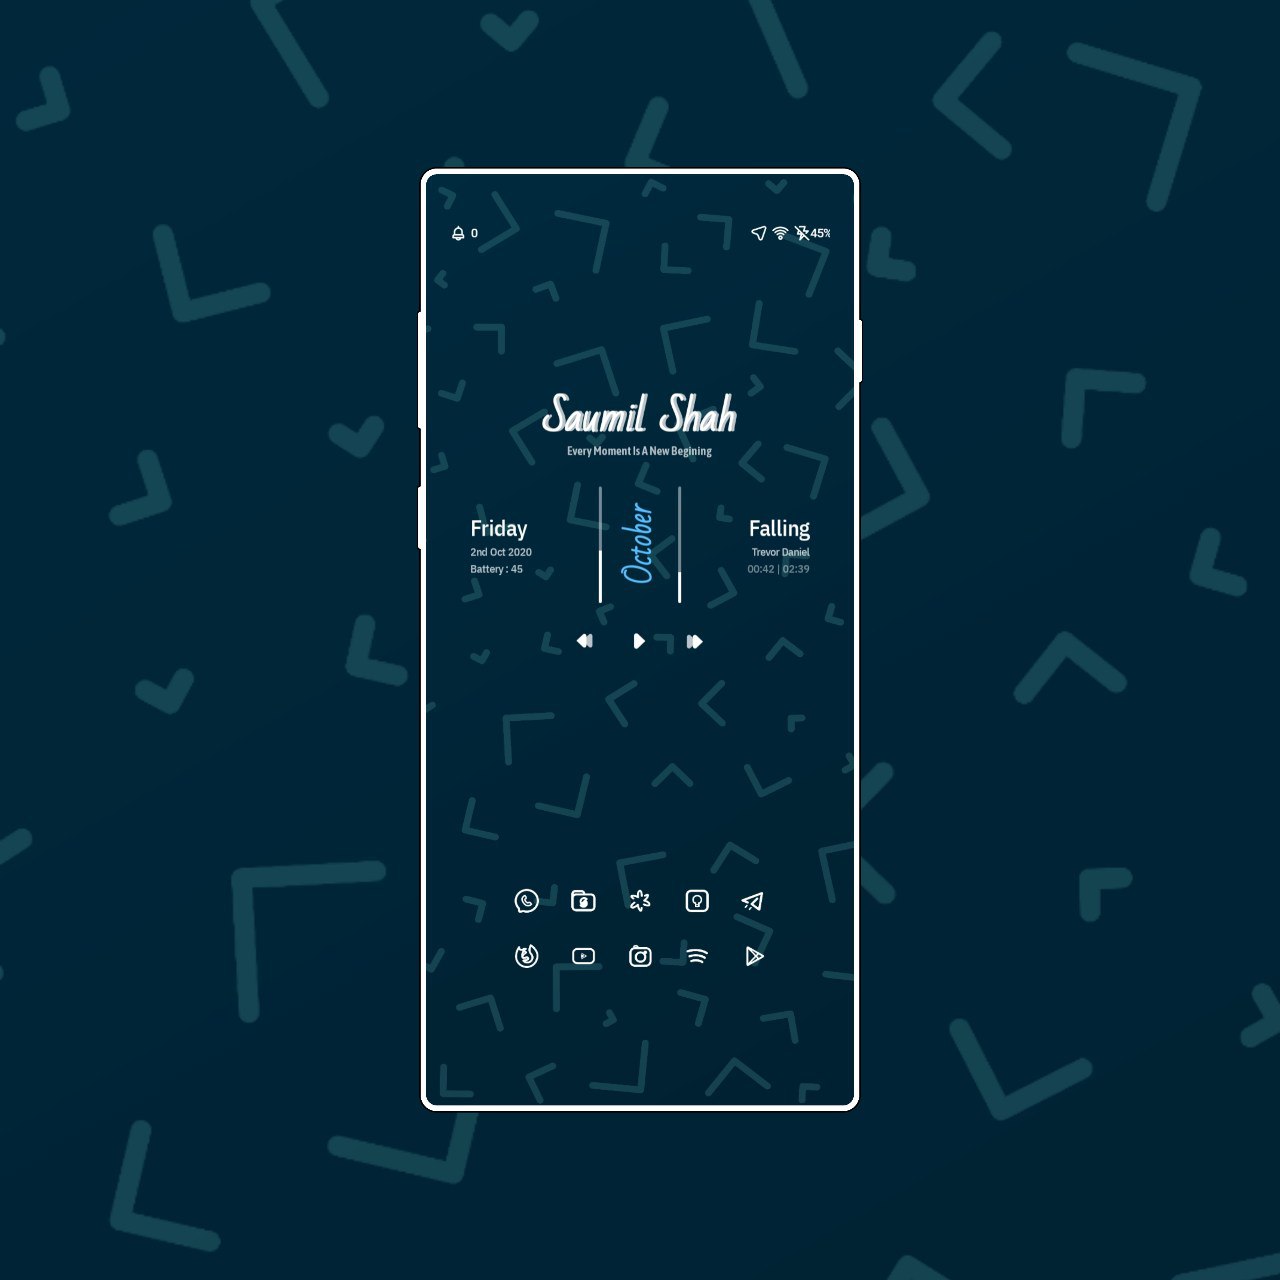 0
45%
Saumil Shah
Every Moment Is A New Begining
Friday
2nd Oct 2020
Battery : 45
October
Falling
Trevor Daniel
00:42 | 02:39